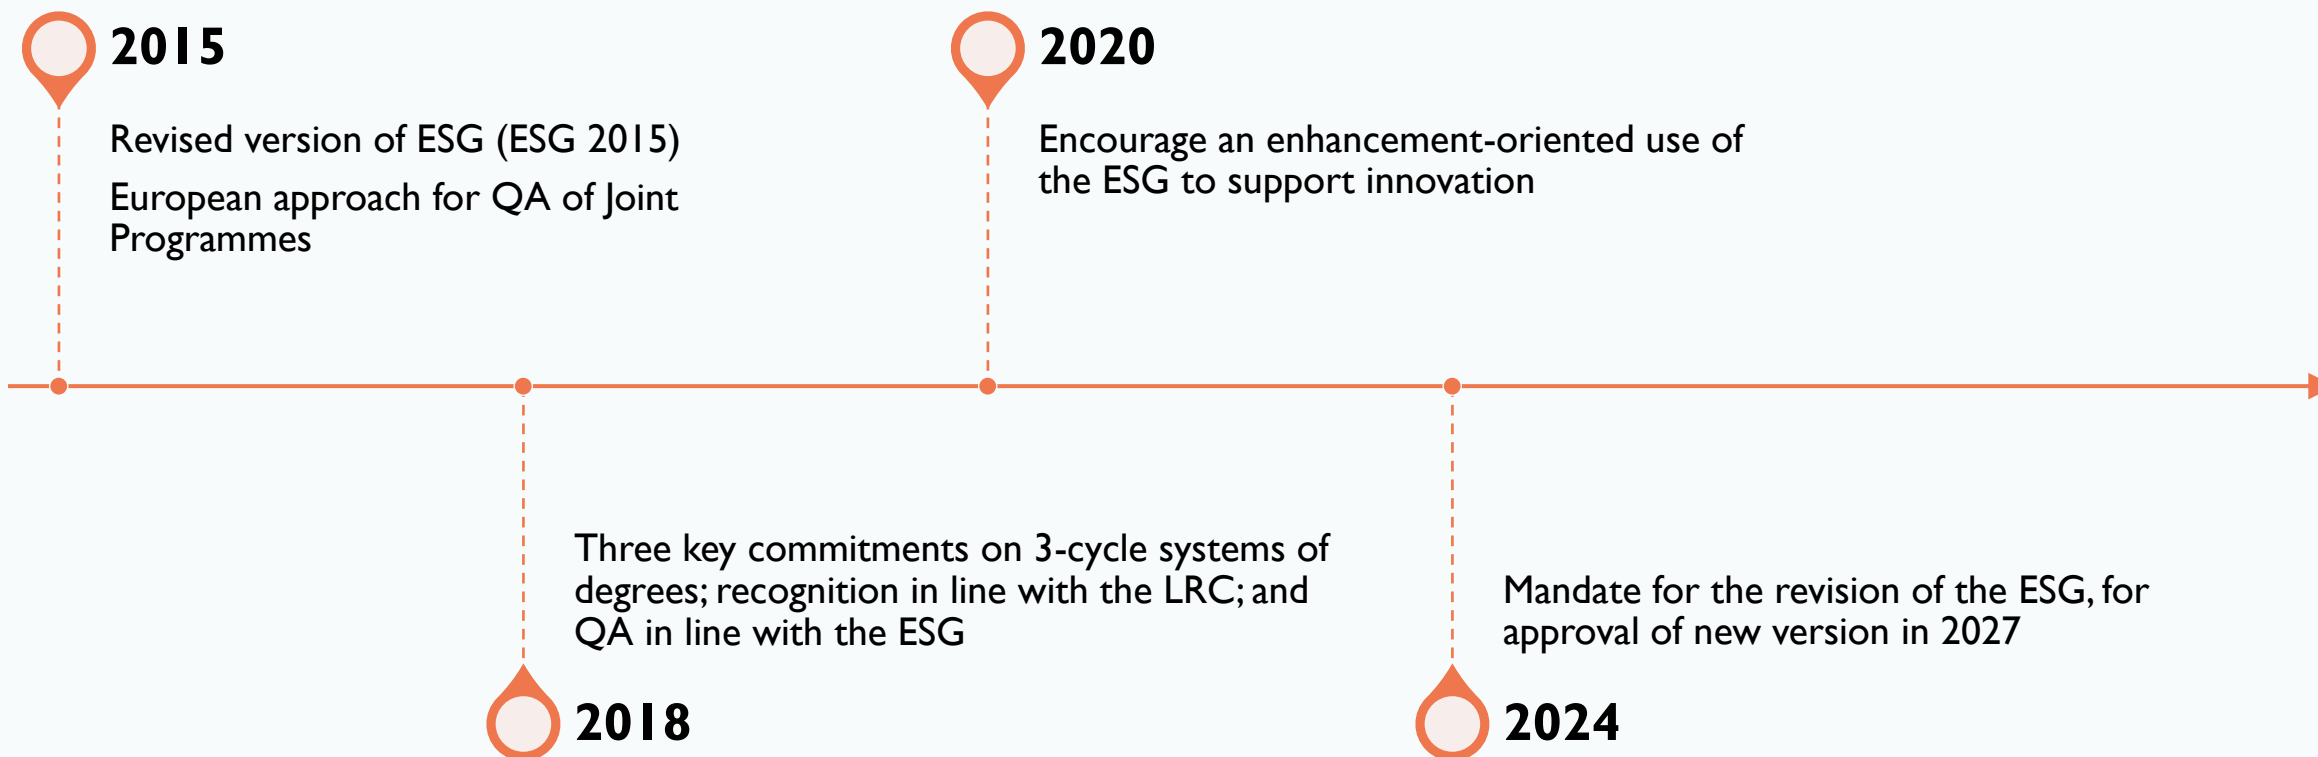 2015
Revised version of ESG (ESG 2015)
European approach for QA of Joint
Programmes
2018
Three key commitments on 3-cycle systems of
degrees; recognition in line with the LRC; and
QA in line with the ESG
2020
Encourage an enhancement-oriented use of
the ESG to support innovation
2024
Mandate for the revision of the ESG, for
approval of new version in 2027